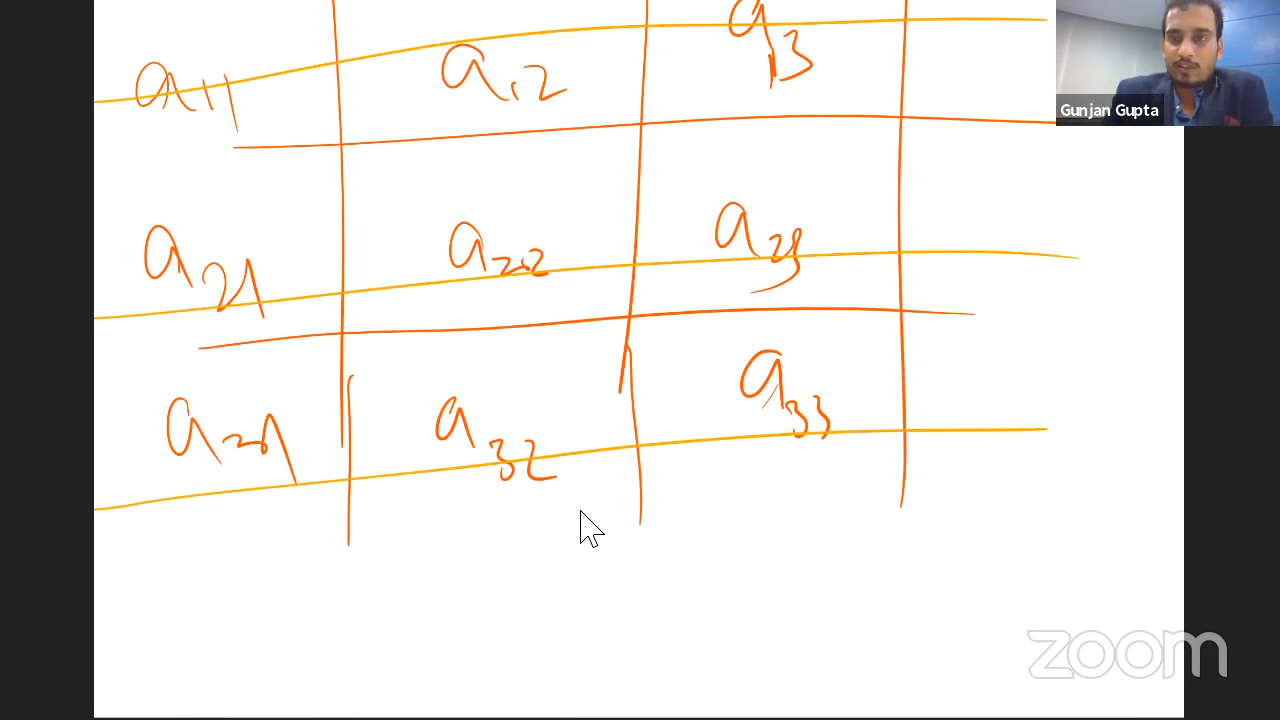 a11 a12 a13
a21 a22 a23
a31 a32 a33
Gunjan Gupta
zoom